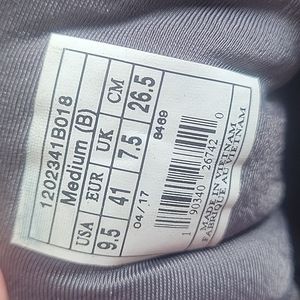 1202341B018
Medium (B)
USA EUR UK CM
9.5 41 7.5 26.5
04/17 8469
1 90340 26742 0
MADE IN VIETNAM
FABRIQUE AU VIETNAM